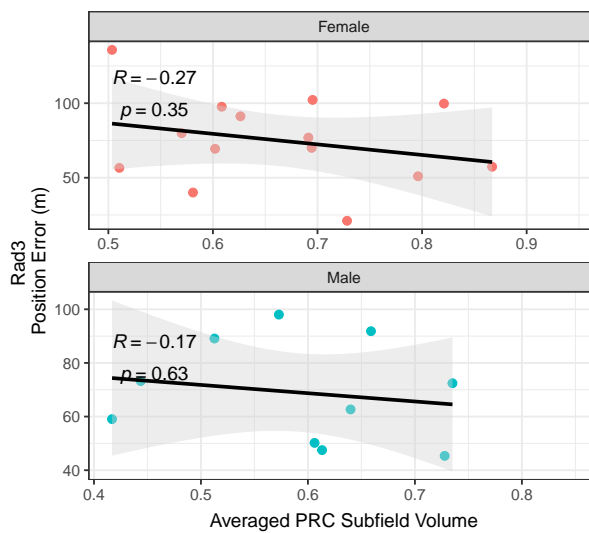 Female
R = −0.27
p = 0.35
100
50
0.5 0.6 0.7 0.8 0.9
Rad3
Position Error (m)
Male
R = −0.17
p = 0.63
100
80
60
40
0.4 0.5 0.6 0.7 0.8
Averaged PRC Subfield Volume